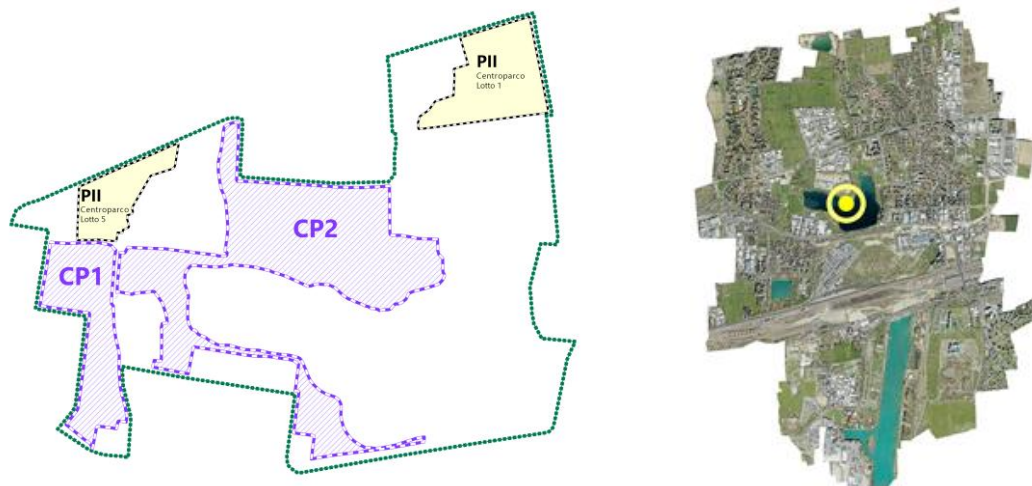 PII
Centroparco
Lotto 1
PII
Centroparco
Lotto 5
CP2
CP1